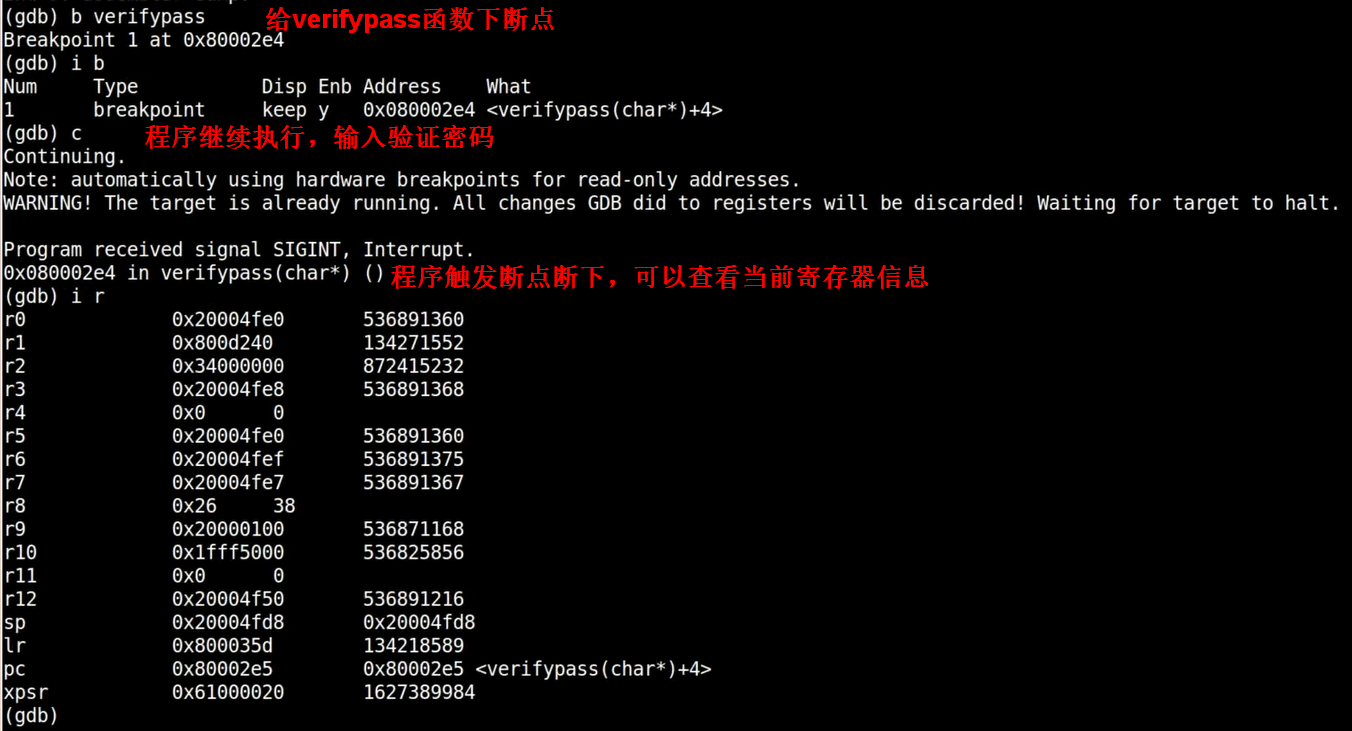 (gdb) b verifypass 给verifypass函数下断点
Breakpoint 1 at 0x80002e4
(gdb) i b
Num Type Disp Enb Address What
1 breakpoint keep y 0x080002e4 <verifypass(char*)+4>
(gdb) c 程序继续执行，输入验证密码
Continuing.
Note: automatically using hardware breakpoints for read-only addresses.
WARNING! The target is already running. All changes GDB did to registers will be discarded! Waiting for target to halt.
Program received signal SIGINT, Interrupt.
0x080002e4 in verifypass(char*) () 程序触发断点断下，可以查看当前寄存器信息
(gdb) i r
r0 0x20004fe0 536891360
r1 0x800d240 134271552
r2 0x34000000 872415232
r3 0x20004fe8 536891368
r4 0x0 0
r5 0x20004fe0 536891360
r6 0x20004fef 536891375
r7 0x20004fe7 536891367
r8 0x26 38
r9 0x20000100 536871168
r10 0x1fff5000 536825856
r11 0x0 0
r12 0x20004f50 536891216
sp 0x20004fd8 0x20004fd8
lr 0x800035d 134218589
pc 0x80002e5 0x80002e5 <verifypass(char*)+4>
xpsr 0x61000020 1627389984
(gdb)